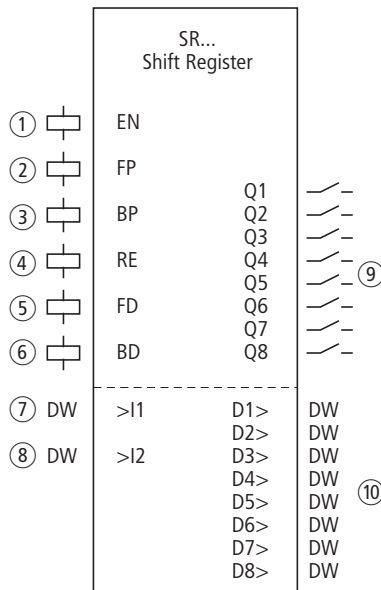 SR...
Shift Register
① EN
② FP
Q1
③ BP Q2
Q3
④ RE Q4
Q5 ⑨
⑤ FD Q6
Q7
⑥ BD Q8
⑦ DW >I1 D1> DW
D2> DW
⑧ DW >I2 D3> DW
D4> DW
D5> DW ⑩
D6> DW
D7> DW
D8> DW